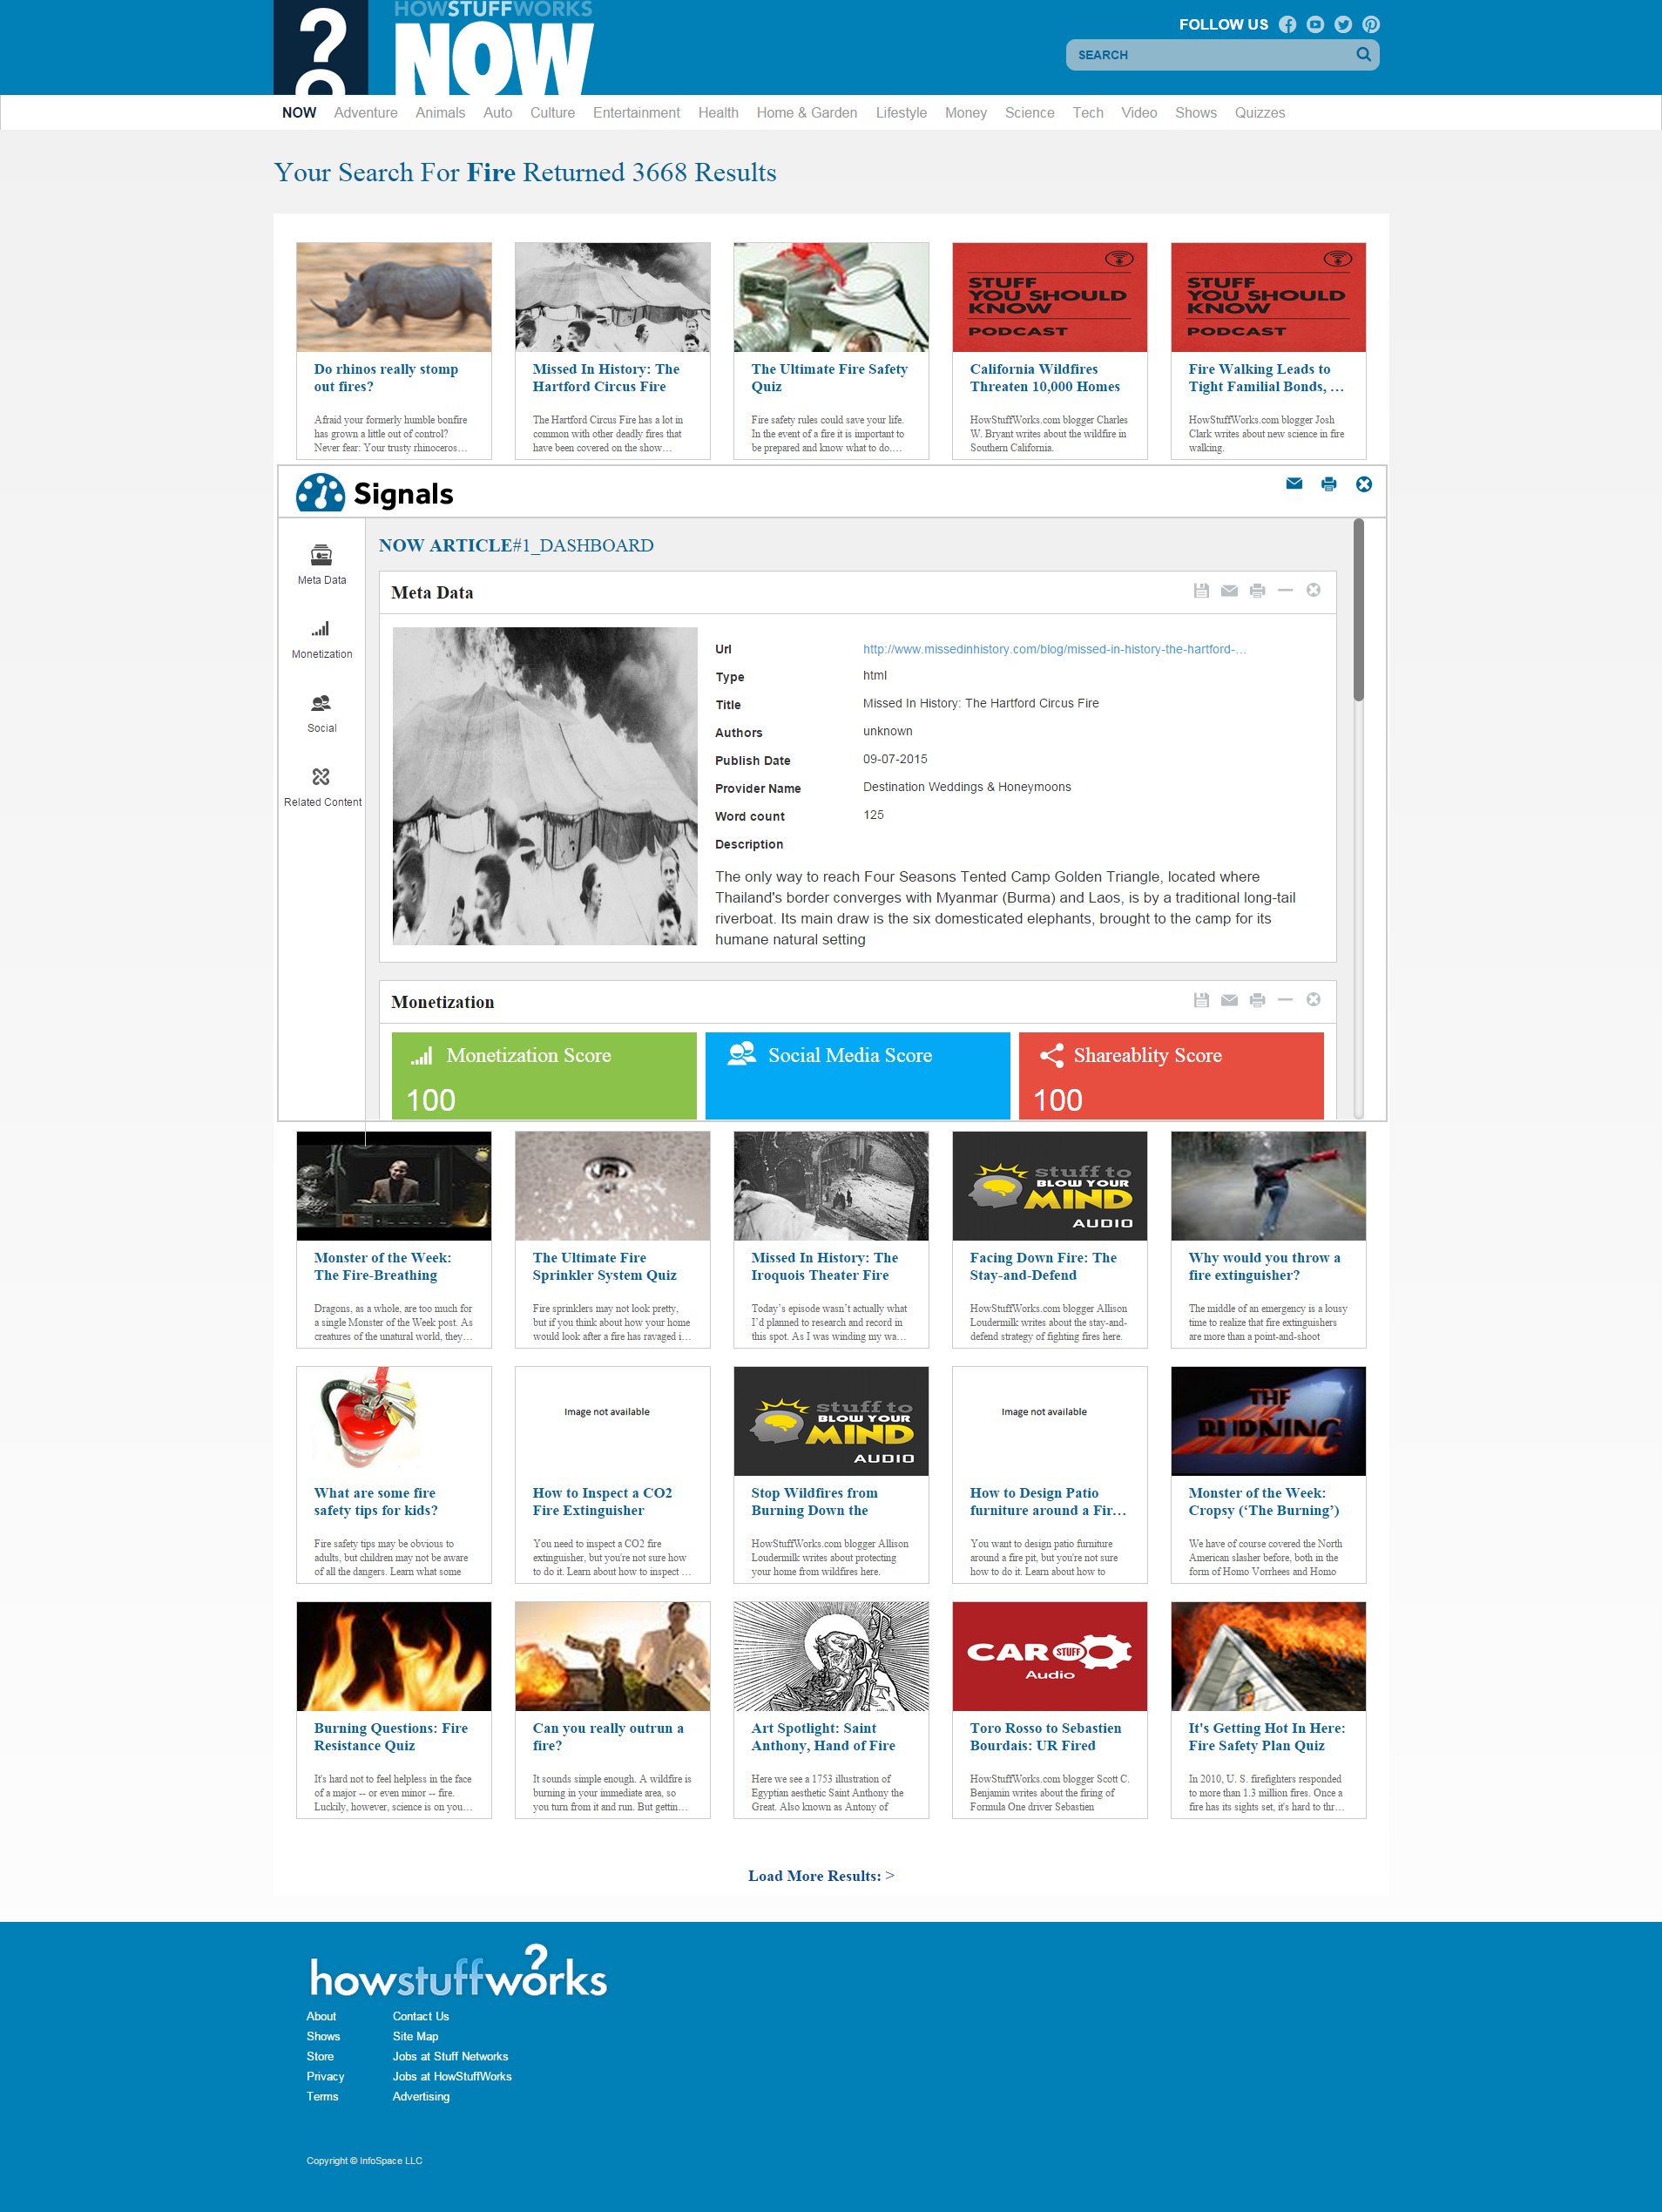 HOWSTUFFWORKS
NOW
FOLLOW US
SEARCH
NOW Adventure Animals Auto Culture Entertainment Health Home & Garden Lifestyle Money Science Tech Video Shows Quizzes
Your Search For Fire Returned 3668 Results
STUFF
YOU SHOULD
KNOW
PODCAST
STUFF
YOU SHOULD
KNOW
PODCAST
Do rhinos really stomp
out fires?
Afraid your formerly humble bonfire
has grown a little out of control?
Never fear: Your trusty rhinoceros…
Missed In History: The
Hartford Circus Fire
The Hartford Circus Fire has a lot in
common with other deadly fires that
have been covered on the show…
The Ultimate Fire Safety
Quiz
Fire safety rules could save your life.
In the event of a fire it is important to
be prepared and know what to do.…
California Wildfires
Threaten 10,000 Homes
HowStuffWorks.com blogger Charles
W. Bryant writes about the wildfire in
Southern California.
Fire Walking Leads to
Tight Familial Bonds, …
HowStuffWorks.com blogger Josh
Clark writes about new science in fire
walking.
Signals
Meta Data
Monetization
Social
Related Content
NOW ARTICLE#1_DASHBOARD
Meta Data
Url http://www.missedinhistory.com/blog/missed-in-history-the-hartford-...
Type html
Title Missed In History: The Hartford Circus Fire
Authors unknown
Publish Date 09-07-2015
Provider Name Destination Weddings & Honeymoons
Word count 125
Description
The only way to reach Four Seasons Tented Camp Golden Triangle, located where
Thailand's border converges with Myanmar (Burma) and Laos, is by a traditional long-tail
riverboat. Its main draw is the six domesticated elephants, brought to the camp for its
humane natural setting
Monetization
Monetization Score
100
Social Media Score
Shareablity Score
100
stuff to
BLOW YOUR
MIND
AUDIO
Monster of the Week:
The Fire-Breathing
Dragons, as a whole, are too much for
a single Monster of the Week post. As
creatures of the unatural world, they…
The Ultimate Fire
Sprinkler System Quiz
Fire sprinklers may not look pretty,
but if you think about how your home
would look after a fire has ravaged i…
Missed In History: The
Iroquois Theater Fire
Today’s episode wasn’t actually what
I’d planned to research and record in
this spot. As I was winding my wa…
Facing Down Fire: The
Stay-and-Defend
HowStuffWorks.com blogger Allison
Loudermilk writes about the stay-and-
defend strategy of fighting fires here.
Why would you throw a
fire extinguisher?
The middle of an emergency is a lousy
time to realize that fire extinguishers
are more than a point-and-shoot
Image not available
stuff to
BLOW YOUR
MIND
AUDIO
Image not available
THE
BURNING
What are some fire
safety tips for kids?
Fire safety tips may be obvious to
adults, but children may not be aware
of all the dangers. Learn what some
How to Inspect a CO2
Fire Extinguisher
You need to inspect a CO2 fire
extinguisher, but you're not sure how
to do it. Learn about how to inspect …
Stop Wildfires from
Burning Down the
HowStuffWorks.com blogger Allison
Loudermilk writes about protecting
your home from wildfires here.
How to Design Patio
furniture around a Fir…
You want to design patio furniture
around a fire pit, but you're not sure
how to do it. Learn about how to
Monster of the Week:
Cropsy (‘The Burning’)
We have of course covered the North
American slasher before, both in the
form of Homo Vorrhees and Homo
CAR STUFF
Audio
Burning Questions: Fire
Resistance Quiz
It's hard not to feel helpless in the face
of a major -- or even minor -- fire.
Luckily, however, science is on you…
Can you really outrun a
fire?
It sounds simple enough. A wildfire is
burning in your immediate area, so
you turn from it and run. But gettin…
Art Spotlight: Saint
Anthony, Hand of Fire
Here we see a 1753 illustration of
Egyptian aesthetic Saint Anthony the
Great. Also known as Antony of
Toro Rosso to Sebastien
Bourdais: UR Fired
HowStuffWorks.com blogger Scott C.
Benjamin writes about the firing of
Formula One driver Sebastien
It's Getting Hot In Here:
Fire Safety Plan Quiz
In 2010, U. S. firefighters responded
to more than 1.3 million fires. Once a
fire has its sights set, it's hard to thr…
Load More Results: >
howstuffworks
About Contact Us
Shows Site Map
Store Jobs at Stuff Networks
Privacy Jobs at HowStuffWorks
Terms Advertising
Copyright © InfoSpace LLC